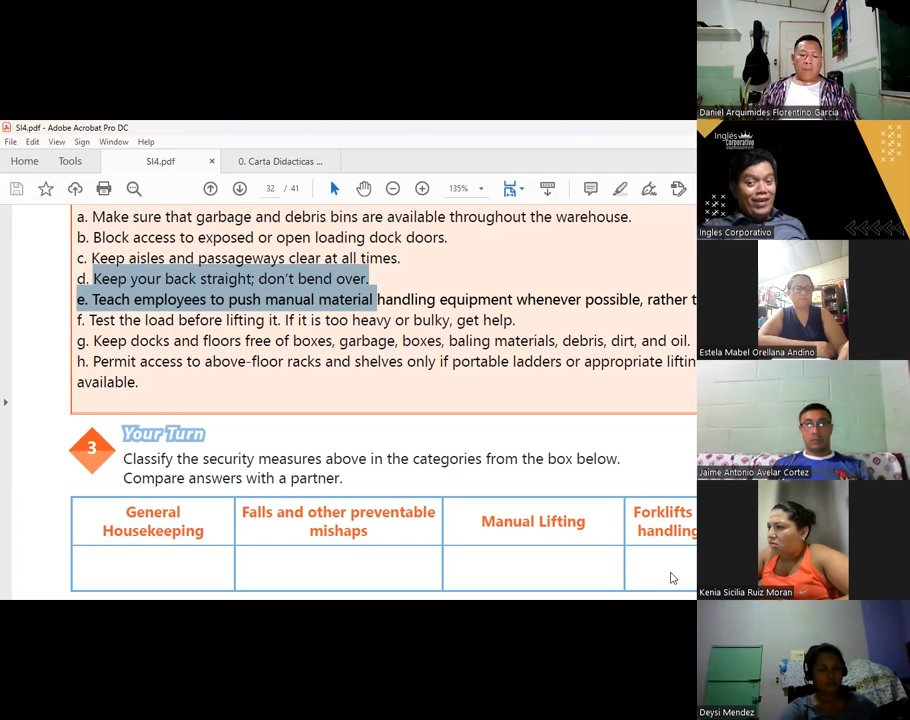 SI4.pdf - Adobe Acrobat Pro DC
File Edit View Sign Window Help
Home Tools SI4.pdf × 0. Carta Didacticas ...
32 / 41 135%
a. Make sure that garbage and debris bins are available throughout the warehouse.
b. Block access to exposed or open loading dock doors.
c. Keep aisles and passageways clear at all times.
d. Keep your back straight; don't bend over.
e. Teach employees to push manual material handling equipment whenever possible, rather t
f. Test the load before lifting it. If it is too heavy or bulky, get help.
g. Keep docks and floors free of boxes, garbage, boxes, baling materials, debris, dirt, and oil.
h. Permit access to above-floor racks and shelves only if portable ladders or appropriate liftin
available.
3 Your Turn
Classify the security measures above in the categories from the box below.
Compare answers with a partner.
General
Housekeeping
Falls and other preventable
mishaps
Manual Lifting
Forklifts
handling
Daniel Arquimides Florentino Garcia
Inglés
Corporativo
Ingles Corporativo
Estela Mabel Orellana Andino
Jaime Antonio Avelar Cortez
Kenia Sicilia Ruiz Moran
Deysi Mendez